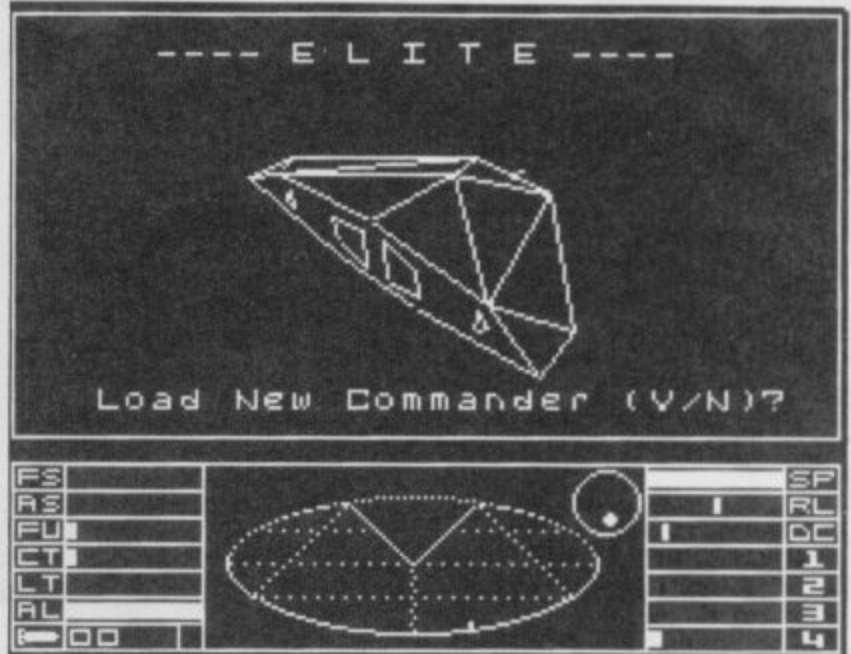 ---- E L I T E ----
Load New Commander (Y/N)?
FS SP
AS RL
FU DC
CT 1
LT 2
AL 3
4